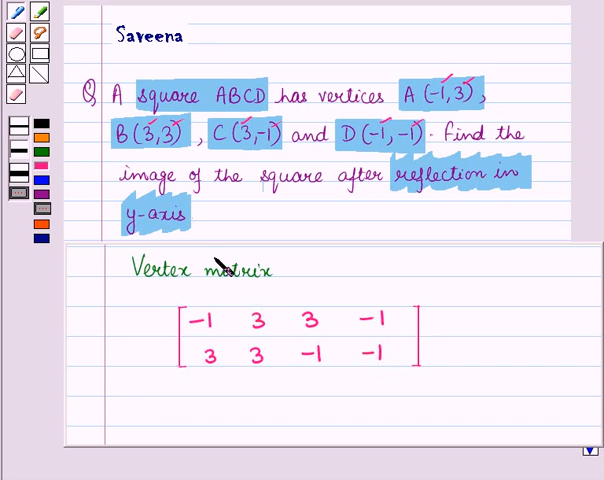 Saveena
Q A square ABCD has vertices A (-1,3),
B(3,3), C(3,-1) and D(-1,-1). Find the
image of the square after reflection in
y-axis
Vertex matrix
-1 3 3 -1
3 3 -1 -1